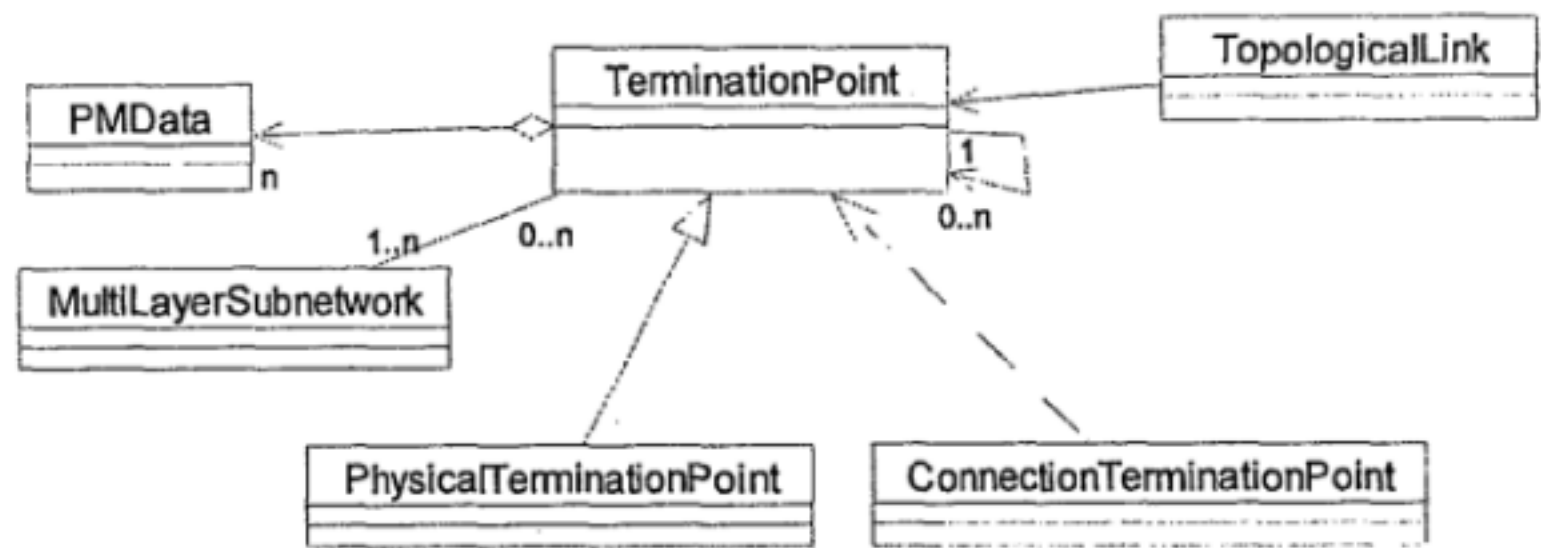 TopologicalLink
TerminationPoint
PMData
n
1
0..n
1..n
0..n
MultiLayerSubnetwork
PhysicalTerminationPoint
ConnectionTerminationPoint